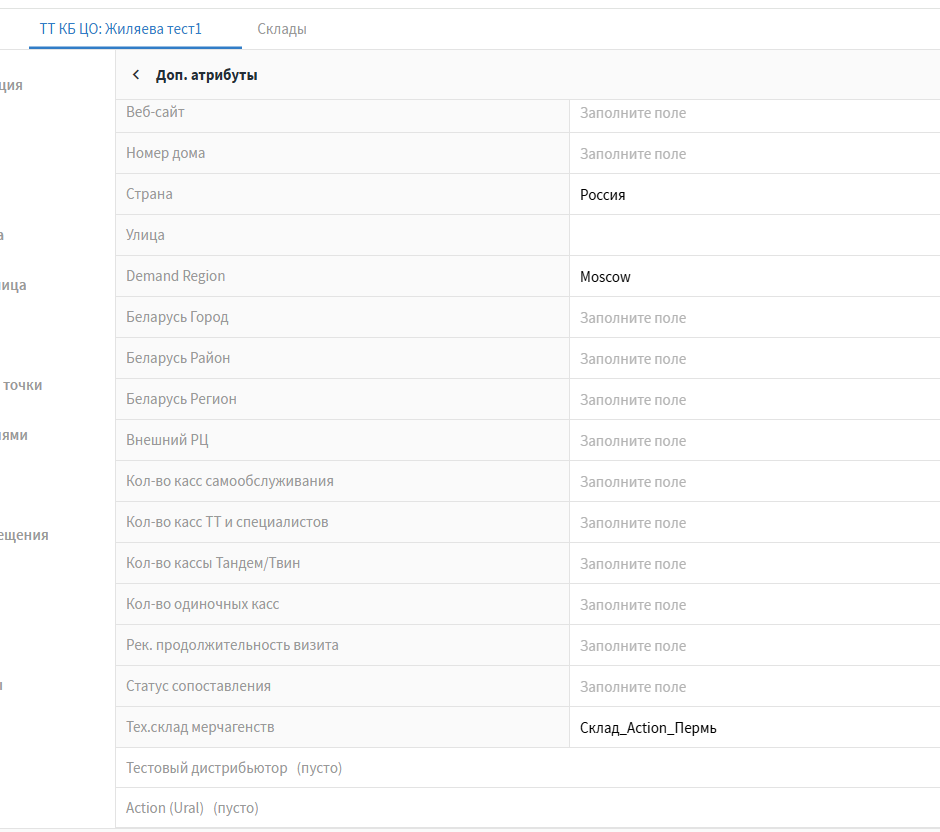 ТТ КБ ЦО: Жиляева тест1 Склады
Доп. атрибуты
Веб-сайт Заполните поле
Номер дома Заполните поле
Страна Россия
Улица
Demand Region Moscow
Беларусь Город Заполните поле
Беларусь Район Заполните поле
Беларусь Регион Заполните поле
Внешний РЦ Заполните поле
Кол-во касс самообслуживания Заполните поле
Кол-во касс ТТ и специалистов Заполните поле
Кол-во кассы Тандем/Твин Заполните поле
Кол-во одиночных касс Заполните поле
Рек. продолжительность визита Заполните поле
Статус сопоставления Заполните поле
Тех.склад мерчагенств Склад_Action_Пермь
Тестовый дистрибьютор (пусто)
Action (Ural) (пусто)
точки